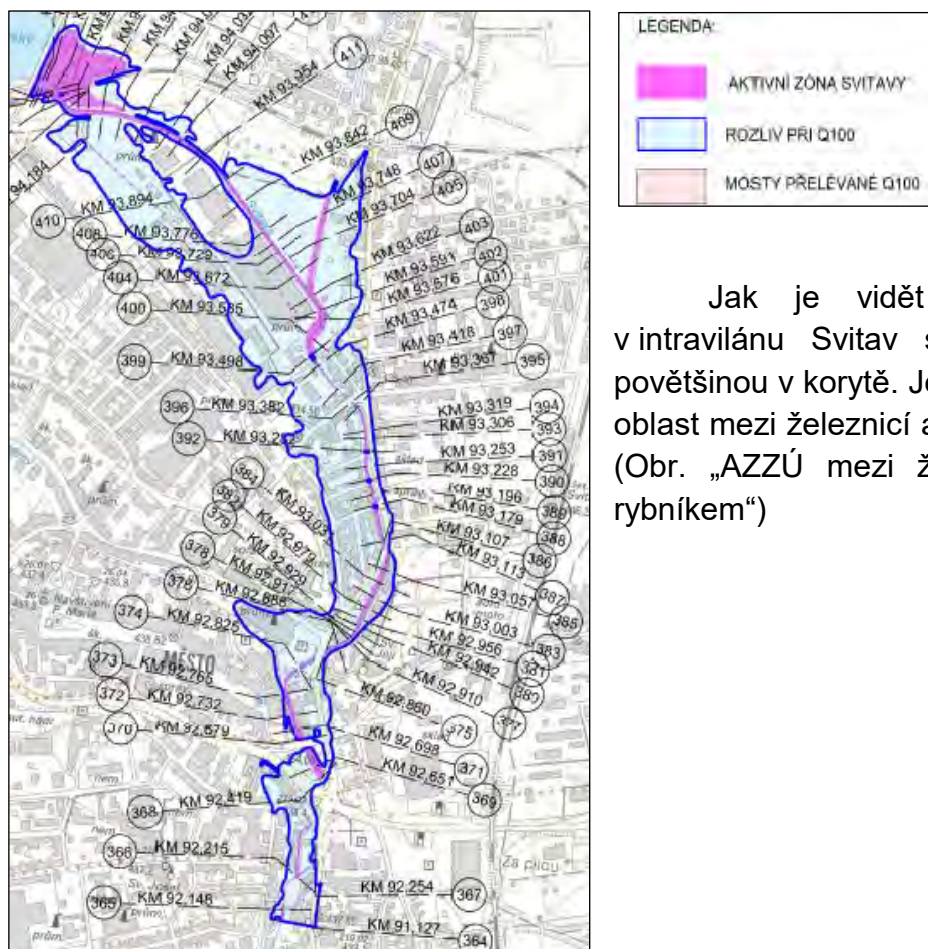 KM 94,007
KM 93,954
411
KM 93,842
409
KM 93,748
407
KM 93,704
405
94,184
410
KM 93,894
408
KM 93,776
406
KM 93,729
404
KM 93,672
400
KM 93,585
KM 93,622
403
KM 93,591
402
KM 93,576
401
KM 93,474
398
KM 93,418
397
KM 93,367
395
399
KM 93,498
396
KM 93,382
392
KM 93,319
394
KM 93,306
393
KM 93,253
391
KM 93,228
390
KM 93,196
389
KM 93,179
388
KM 93,107
386
KM 93,113
387
KM 93,057
385
KM 93,003
383
KM 92,956
381
KM 92,942
380
KM 92,910
377
384
382
KM 92,979
379
KM 92,929
378
KM 92,917
KM 92,888
374
KM 92,825
MĚSTO
373
KM 92,765
372
KM 92,732
370
KM 92,679
KM 92,860
375
KM 92,698
371
KM 92,651
369
368
KM 92,419
366
KM 92,215
365
KM 92,148
KM 92,254
367
KM 91,127
364
prům.
LEGENDA:
AKTIVNÍ ZÓNA SVITAVY
ROZLIV PŘI Q100
MOSTY PŘELÉVANÉ Q100
Jak je vidět
v intravilánu Svitav s
povětšinou v korytě. Je
oblast mezi železnicí a
(Obr. „AZZÚ mezi ž
rybníkem“)